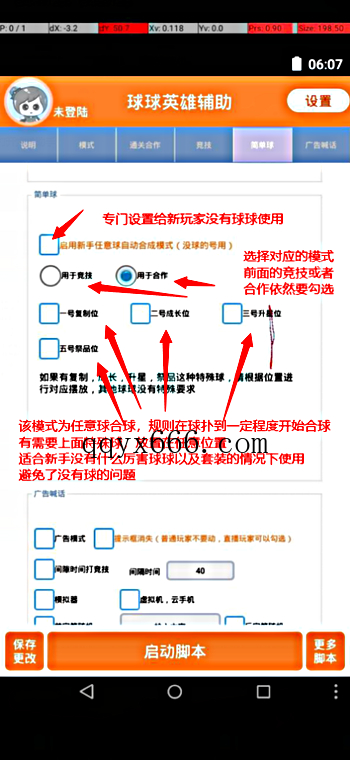 P: 0 / 1 dX: -3.2 dY: 50.7 Xv: 0.118 Yv: 0.0 Prs: 0.90 Size: 198.50
06:07
未登陆 球球英雄辅助 设置
说明 模式 通关合作 竞技 简单球 广告喊话
简单球
专门设置给新玩家没有球球使用
启用新手任意球自动合成模式（没球的号用）
选择对应的模式
前面的竞技或者
合作依然要勾选
用于竞技 用于合作
一号复制位 二号成长位 三号升星位
五号祭品位
如果有复制，成长，升星，祭品这种特殊球，请根据位置进
行对应摆放，其他球球没有特殊要求
该模式为任意球合球，规则在球扑到一定程度开始合球
有需要上面特殊球，放置在对应位置
适合新手没有什么厉害球球以及套装的情况下使用
避免了没有球的问题
qqyx666.com
广告喊话
广告模式 提示框消失（普通玩家不要动，直播玩家可以勾选）
间隙时间打竞技 间隔时间 40
模拟器 虚拟机，云手机
保存
更改
启动脚本
更多
脚本